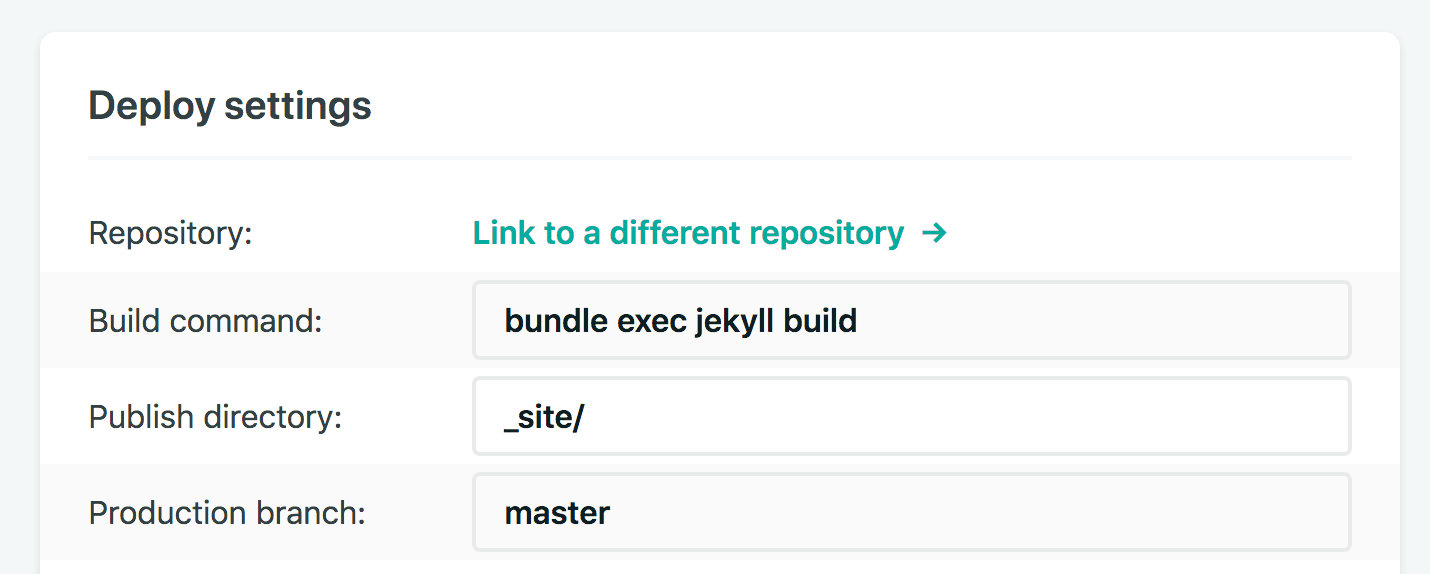 Deploy settings
Repository: Link to a different repository →
Build command: bundle exec jekyll build
Publish directory: _site/
Production branch: master